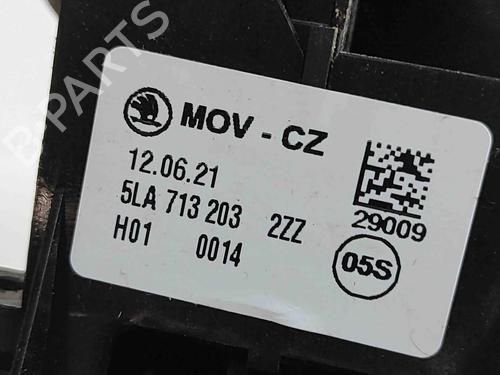 B-PARTS
MOV - CZ
12.06.21
5LA 713 203 2ZZ
H01 0014
29009
05S